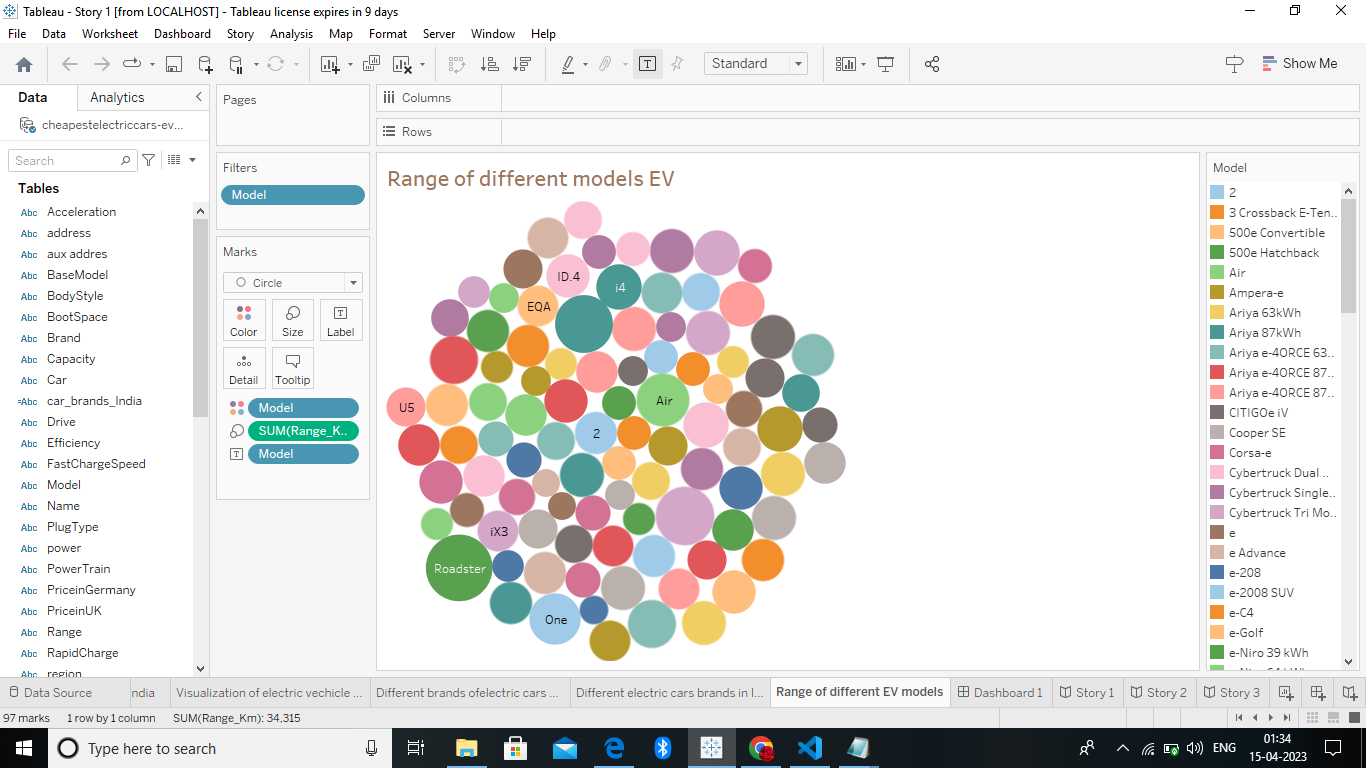 Tableau - Story 1 [from LOCALHOST] - Tableau license expires in 9 days
File Data Worksheet Dashboard Story Analysis Map Format Server Window Help
Standard
Show Me
Data Analytics
cheapestelectriccars-ev...
Search
Tables
Abc Acceleration
Abc address
Abc aux addres
Abc BaseModel
Abc BodyStyle
Abc BootSpace
Abc Brand
Abc Capacity
Abc Car
=Abc car_brands_India
Abc Drive
Abc Efficiency
Abc FastChargeSpeed
Abc Model
Abc Name
Abc PlugType
Abc power
Abc PowerTrain
Abc PriceinGermany
Abc PriceinUK
Abc Range
Abc RapidCharge
Abc region
Pages
Filters
Model
Marks
Circle
Color Size Label
Detail Tooltip
Model
SUM(Range_K..
Model
Columns
Rows
Range of different models EV
ID.4
i4
EQA
Air
U5
2
iX3
Roadster
One
Model
2
3 Crossback E-Ten..
500e Convertible
500e Hatchback
Air
Ampera-e
Ariya 63kWh
Ariya 87kWh
Ariya e-4ORCE 63..
Ariya e-4ORCE 87..
Ariya e-4ORCE 87..
CITIGOe iV
Cooper SE
Corsa-e
Cybertruck Dual ..
Cybertruck Single..
Cybertruck Tri Mo..
e
e Advance
e-208
e-2008 SUV
e-C4
e-Golf
e-Niro 39 kWh
e-Niro 64 kWh
Data Source
ndia
Visualization of electric vechicle ...
Different brands ofelectric cars ...
Different electric cars brands in I...
Range of different EV models
Dashboard 1
Story 1
Story 2
Story 3
97 marks 1 row by 1 column SUM(Range_Km): 34,315
Type here to search
ENG
01:34
15-04-2023